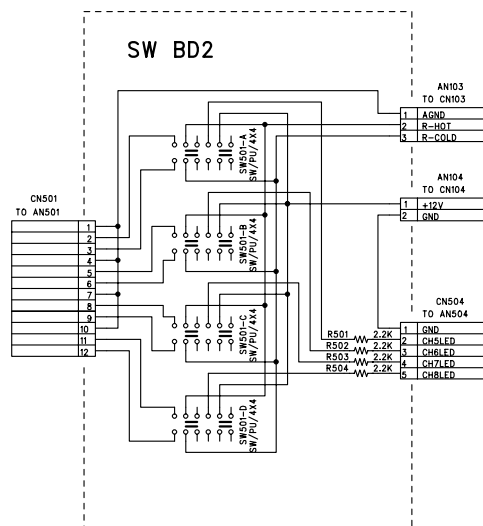 SW BD2
AN103
TO CN103
1 AGND
2 R-HOT
3 R-COLD
SW501-A
SW/PU/4X4
AN104
TO CN104
1 +12V
2 GND
CN501
TO AN501
1
2
3
4
5
6
7
8
9
10
11
12
SW501-B
SW/PU/4X4
SW501-C
SW/PU/4X4
SW501-D
SW/PU/4X4
CN504
TO AN504
1 GND
R501 2.2K 2 CH5LED
R502 2.2K 3 CH6LED
R503 2.2K 4 CH7LED
R504 2.2K 5 CH8LED